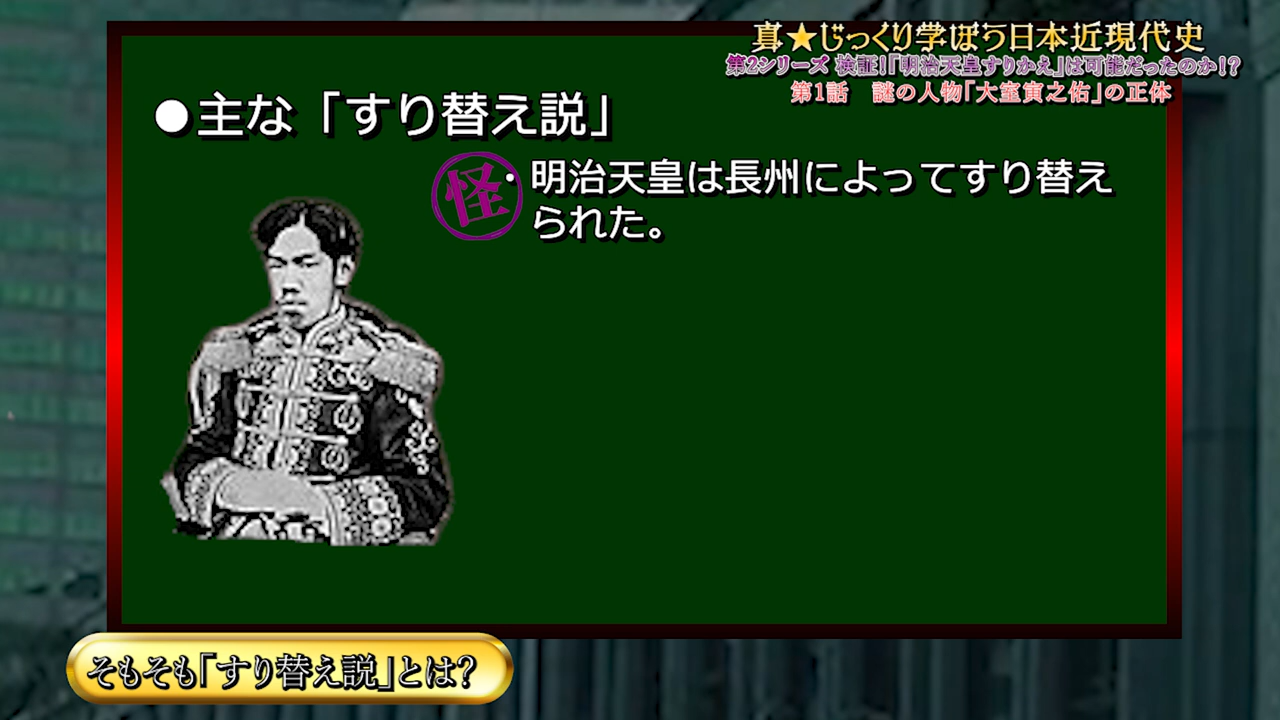 真★じっくり学ぼう日本近現代史
第2シリーズ 検証！「明治天皇すりかえ」は可能だったのか！？
第1話　謎の人物「大室寅之佑」の正体
●主な「すり替え説」
怪
・明治天皇は長州によってすり替え
られた。
そもそも「すり替え説」とは？